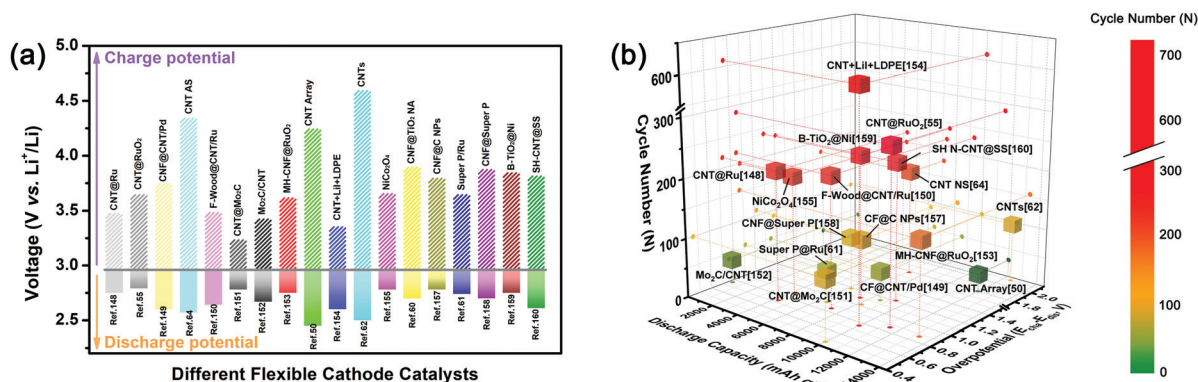 (a)
5.0
4.5
4.0
3.5
3.0
2.5
Voltage (V vs. Li⁺/Li)
Charge potential
Discharge potential
CNT@Ru
CNT@RuO₂
CNF@CNT/Pd
CNT AS
F-Wood@CNT/Ru
CNT@Mo₂C
Mo₂C/CNT
MH-CNF@RuO₂
CNT Array
CNT+LiI+LDPE
CNTs
NiCo₂O₄
CNF@TiO₂ NA
CNF@C NPs
Super P/Ru
CNF@Super P
B-TiO₂@Ni
SH-CNT@SS
Ref.148
Ref.55
Ref.149
Ref.64
Ref.150
Ref.151
Ref.152
Ref.153
Ref.50
Ref.154
Ref.62
Ref.155
Ref.60
Ref.157
Ref.61
Ref.158
Ref.159
Ref.160
Different Flexible Cathode Catalysts
(b)
Cycle Number (N)
600
300
200
100
0
CNT+LiI+LDPE[154]
CNT@RuO₂[55]
B-TiO₂@Ni[159]
SH N-CNT@SS[160]
CNT@Ru[148]
CNT NS[64]
NiCo₂O₄[155]
F-Wood@CNT/Ru[150]
CNTs[62]
CNF@Super P[158]
CF@C NPs[157]
Super P@Ru[61]
MH-CNF@RuO₂[153]
Mo₂C/CNT[152]
CNT@Mo₂C[151]
CF@CNT/Pd[149]
CNT Array[50]
2000
4000
6000
8000
10000
12000
14000
Discharge Capacity (mAh
0.4
0.6
0.8
1.0
1.2
1.4
1.8
2.0
Overpotential (E
V)
Cycle Number (N)
700
600
300
200
100
0